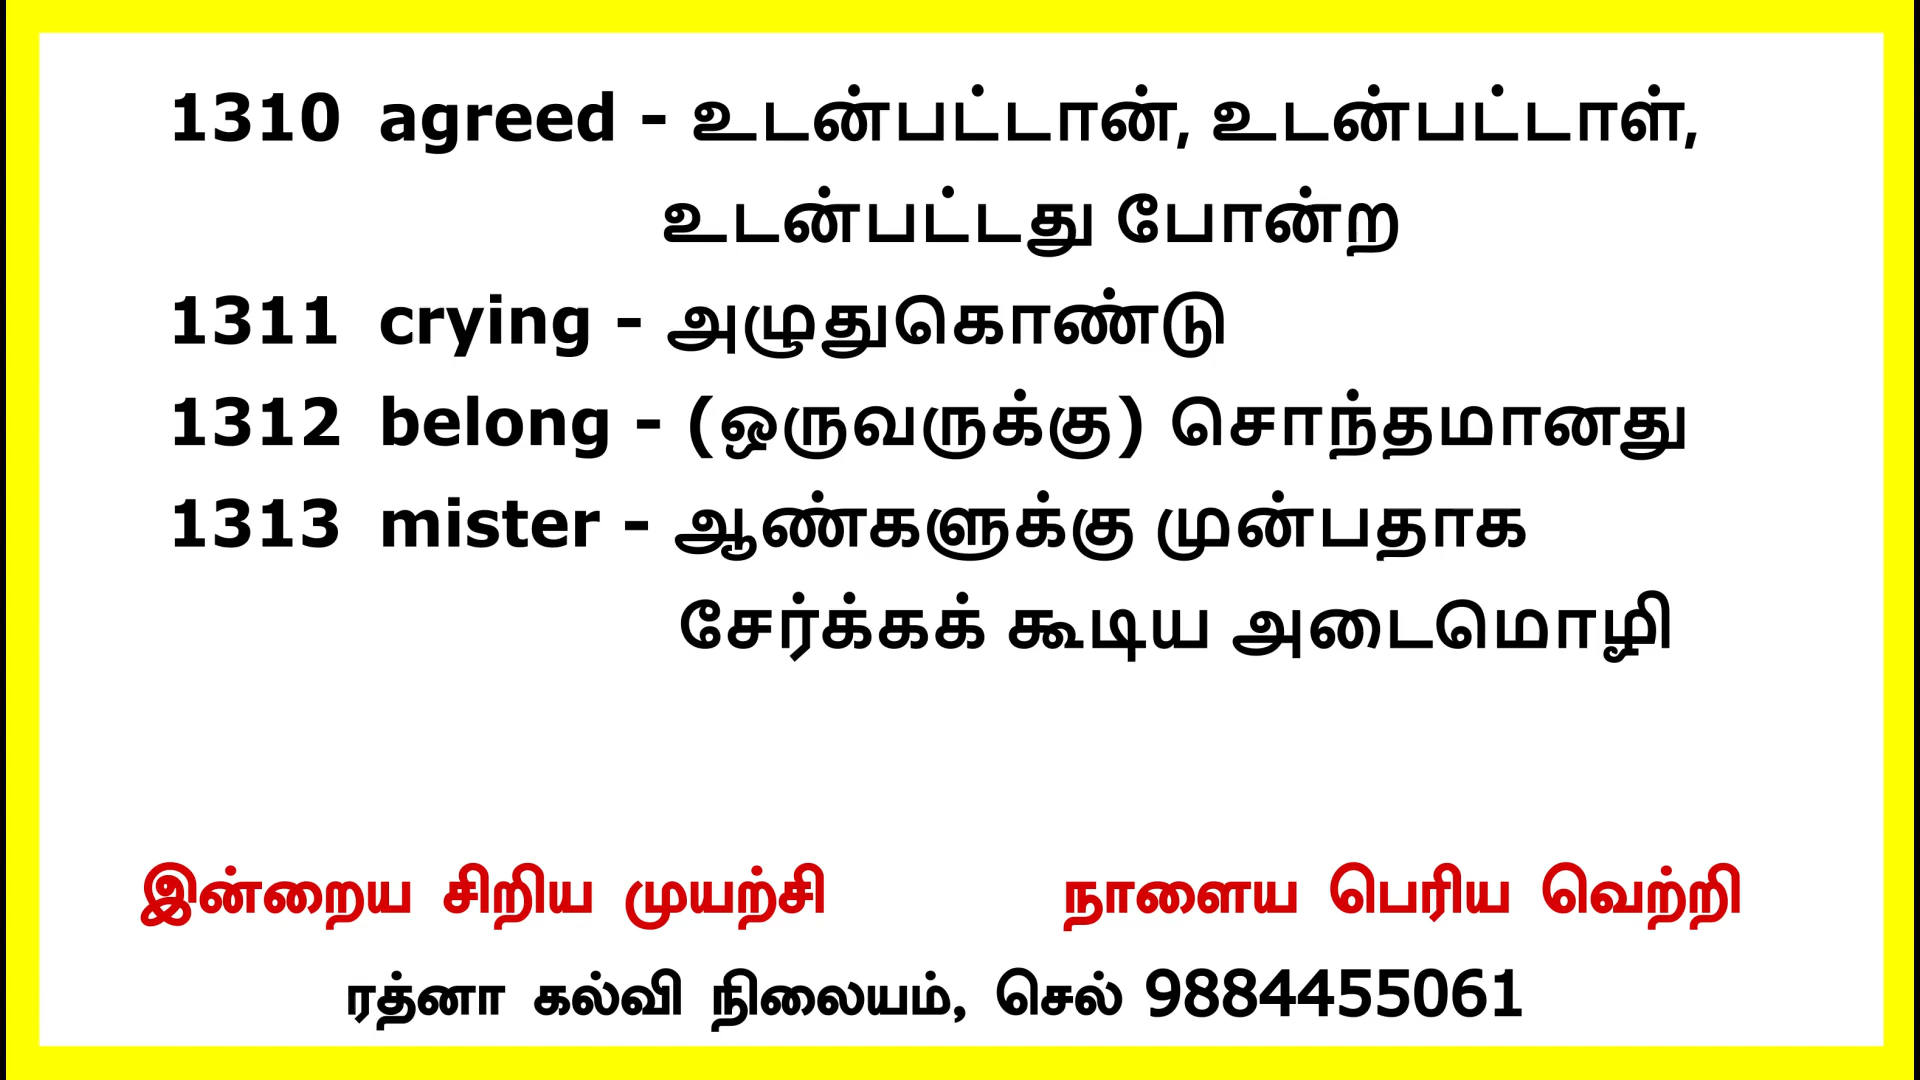 1310 agreed - உடன்பட்டான், உடன்பட்டாள்,
உடன்பட்டது போன்ற
1311 crying - அழுதுகொண்டு
1312 belong - (ஒருவருக்கு) சொந்தமானது
1313 mister - ஆண்களுக்கு முன்பதாக
சேர்க்கக் கூடிய அடைமொழி
இன்றைய சிறிய முயற்சி நாளைய பெரிய வெற்றி
ரத்னா கல்வி நிலையம், செல் 9884455061